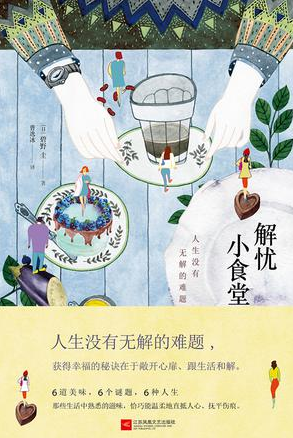 解忧
小食堂
人生没有
无解的难题
[日] 碧野 圭 著
曾茂冰 译
人生没有无解的难题，
获得幸福的秘诀在于敞开心扉、跟生活和解。
6道美味，6个谜题，6种人生
那些生活中熟悉的滋味，恰巧能温柔地直抵人心、抚平伤痕。
江苏凤凰文艺出版社